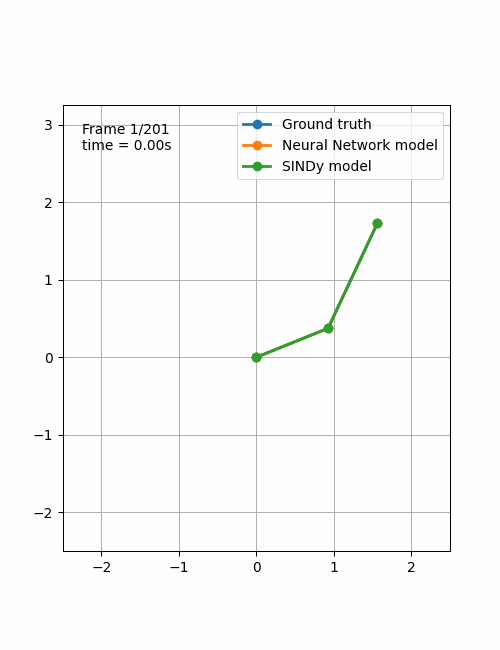 Frame 1/201
time = 0.00s
Ground truth
Neural Network model
SINDy model
3
2
1
0
−1
−2
−2
−1
0
1
2